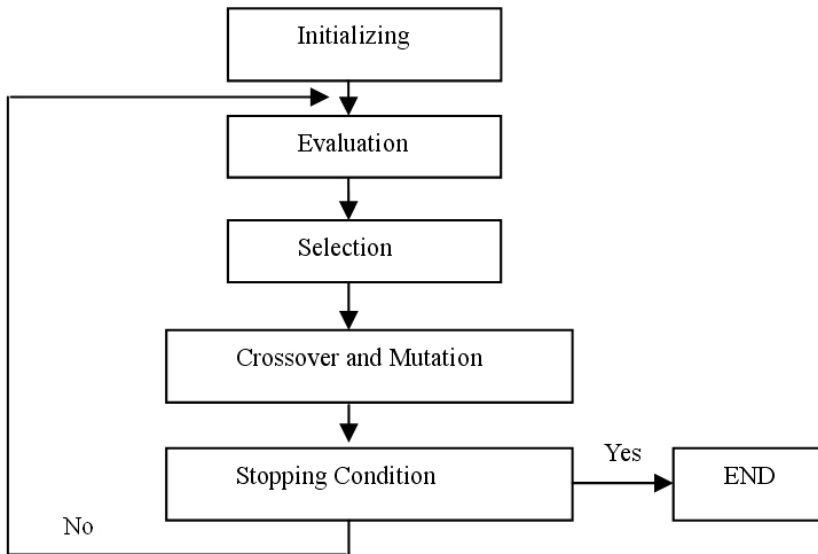 Initializing
Evaluation
Selection
Crossover and Mutation
Stopping Condition
Yes
END
No